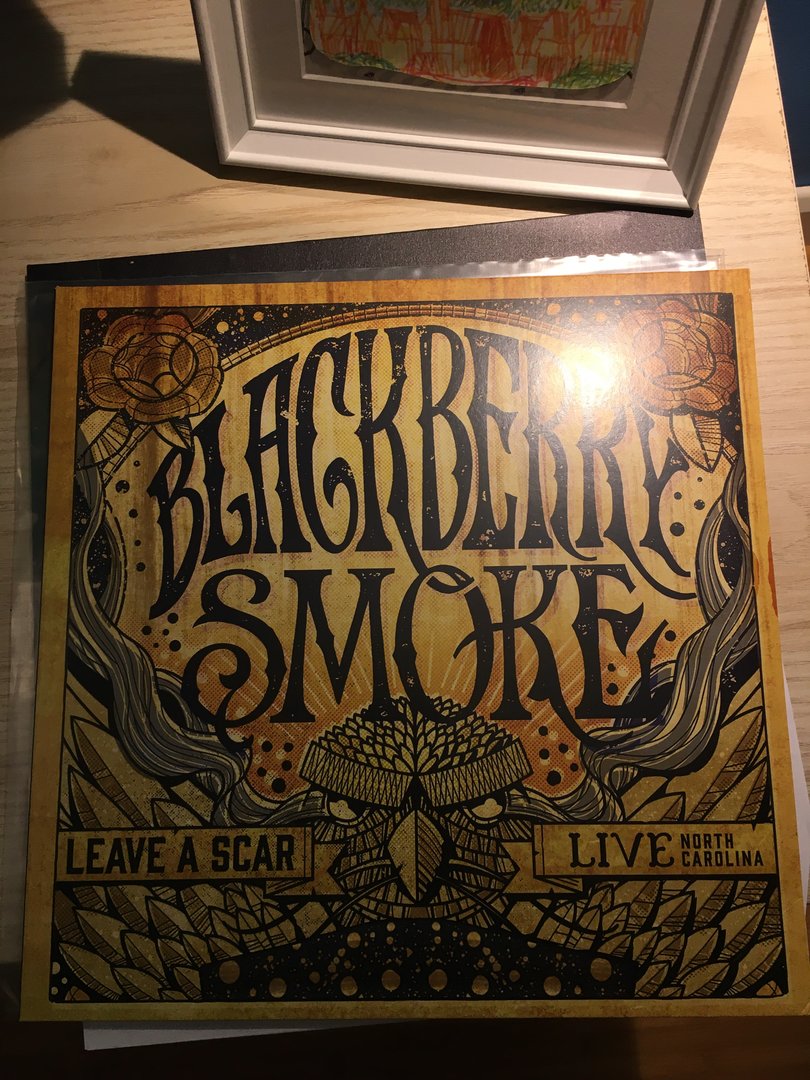 BLACKBERRY
SMOKE
LEAVE A SCAR
LIVE NORTH
CAROLINA